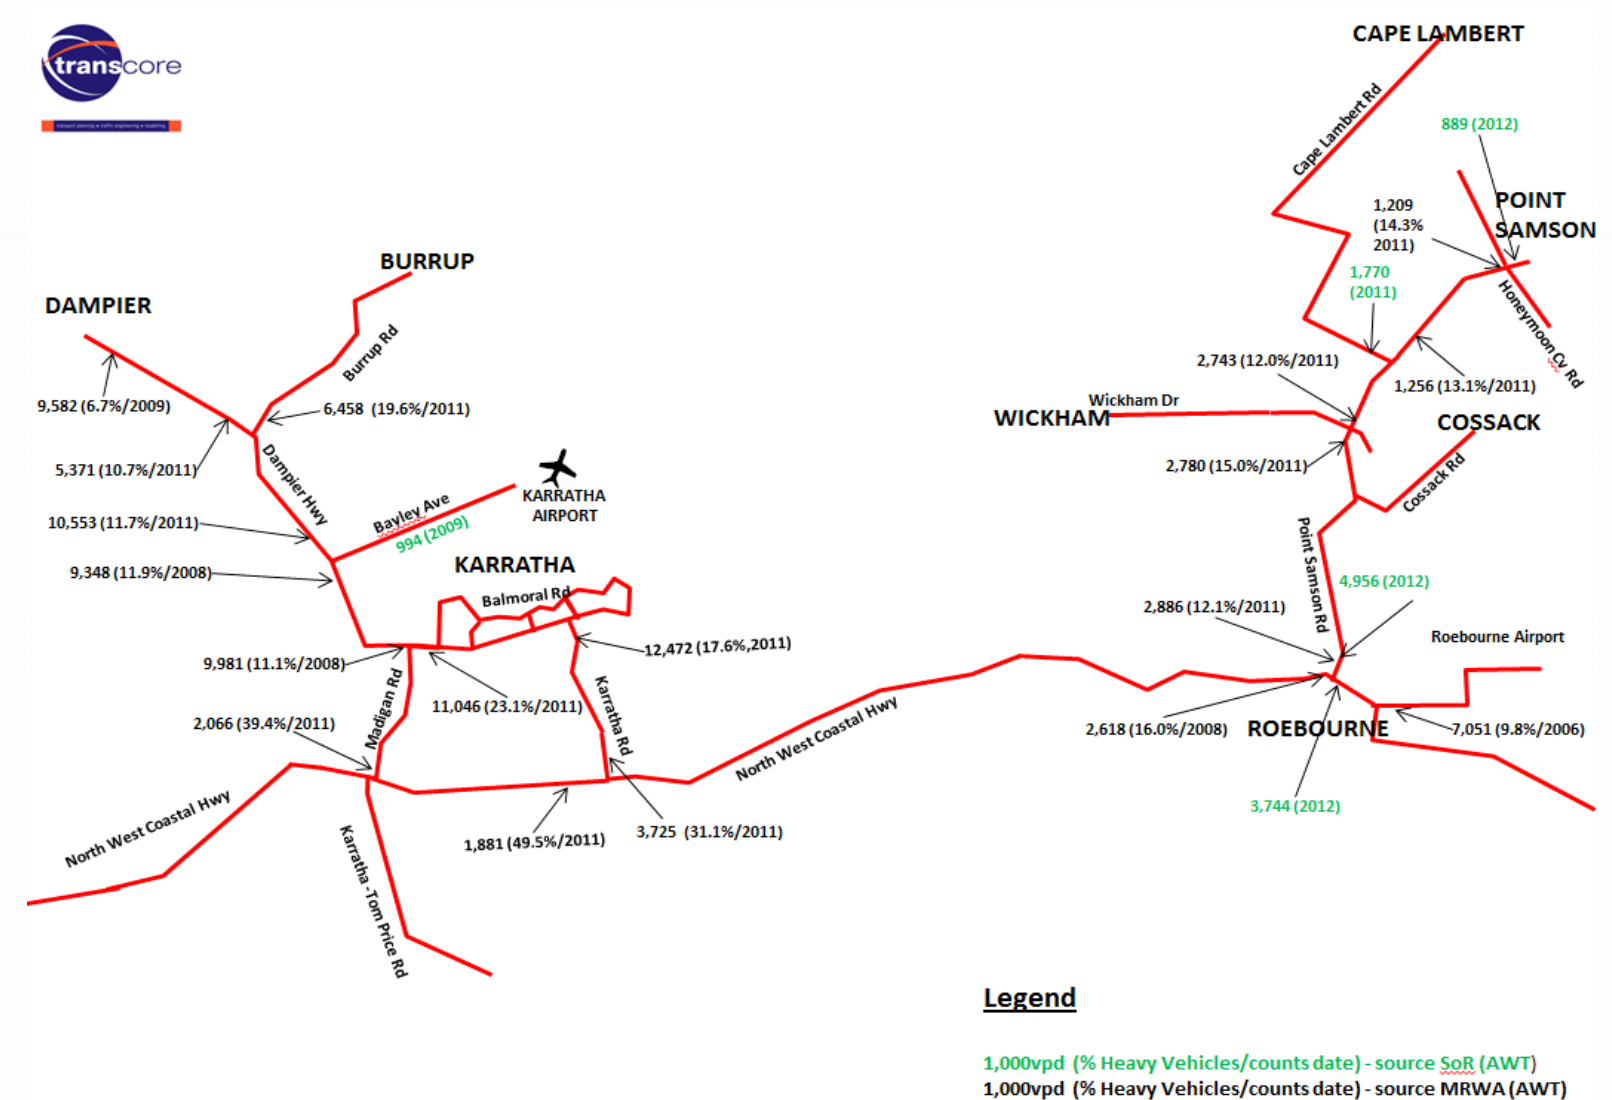 transcore
transport planning • traffic engineering • modelling
CAPE LAMBERT
Cape Lambert Rd
889 (2012)
POINT
SAMSON
1,209
(14.3%
2011)
1,770
(2011)
Honeymoon Cv Rd
BURRUP
DAMPIER
Burrup Rd
9,582 (6.7%/2009)
6,458 (19.6%/2011)
5,371 (10.7%/2011)
Dampier Hwy
10,553 (11.7%/2011)
9,348 (11.9%/2008)
Bayley Ave
994 (2009)
KARRATHA
AIRPORT
KARRATHA
Balmoral Rd
2,743 (12.0%/2011)
1,256 (13.1%/2011)
Wickham Dr
WICKHAM
COSSACK
2,780 (15.0%/2011)
Cossack Rd
Point Samson Rd
4,956 (2012)
2,886 (12.1%/2011)
Roebourne Airport
12,472 (17.6%,2011)
9,981 (11.1%/2008)
Madigan Rd
11,046 (23.1%/2011)
Karratha Rd
2,066 (39.4%/2011)
North West Coastal Hwy
2,618 (16.0%/2008)
ROEBOURNE
7,051 (9.8%/2006)
3,744 (2012)
North West Coastal Hwy
1,881 (49.5%/2011)
3,725 (31.1%/2011)
Karratha -Tom Price Rd
Legend
1,000vpd (% Heavy Vehicles/counts date) - source SoR (AWT)
1,000vpd (% Heavy Vehicles/counts date) - source MRWA (AWT)